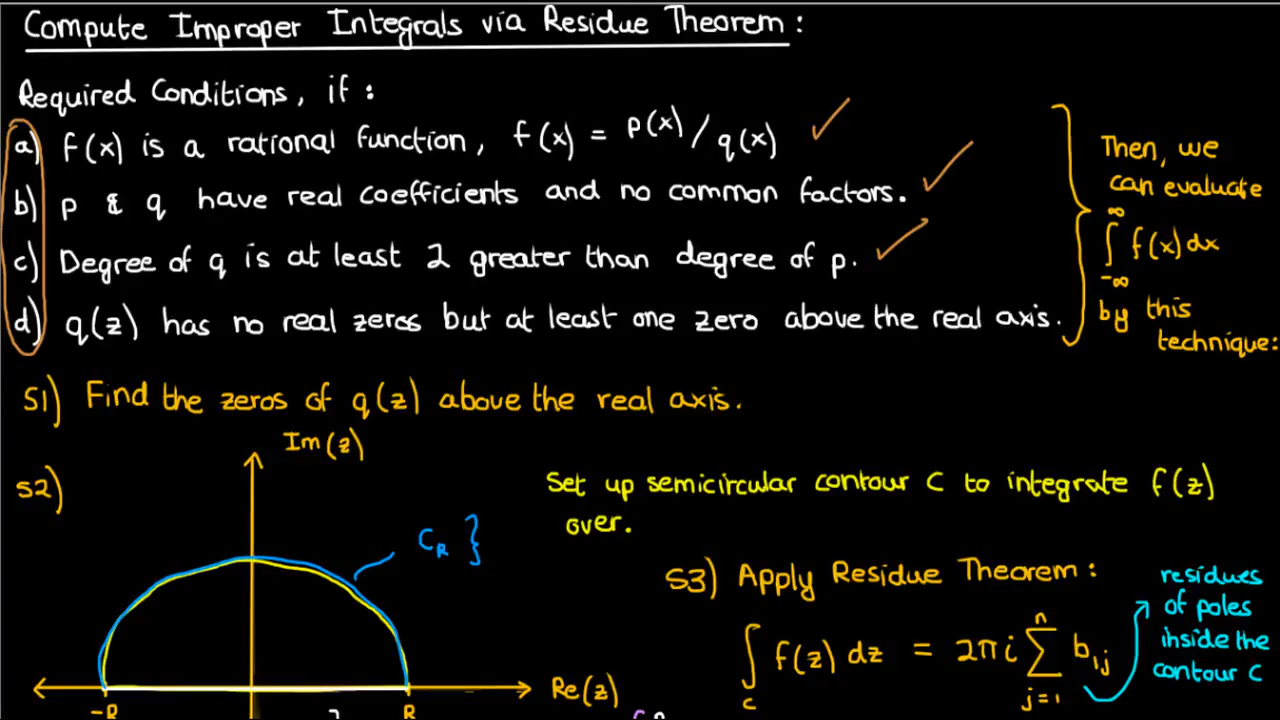 Compute Improper Integrals via Residue Theorem:
Required Conditions, if:
a) f(x) is a rational function, f(x) = p(x)/q(x)
b) p & q have real coefficients and no common factors.
c) Degree of q is at least 2 greater than degree of p.
d) q(z) has no real zeros but at least one zero above the real axis.
Then, we
can evaluate
∫_{-∞}^{∞} f(x)dx
by this
technique:
S1) Find the zeros of q(z) above the real axis.
S2)
Im(z)
C_R }
Re(z)
-R
R
Set up semicircular contour C to integrate f(z)
over.
S3) Apply Residue Theorem:
∫_C f(z) dz = 2πi ∑_{j=1}^{n} b_{1j}
residues
of poles
inside the
contour C